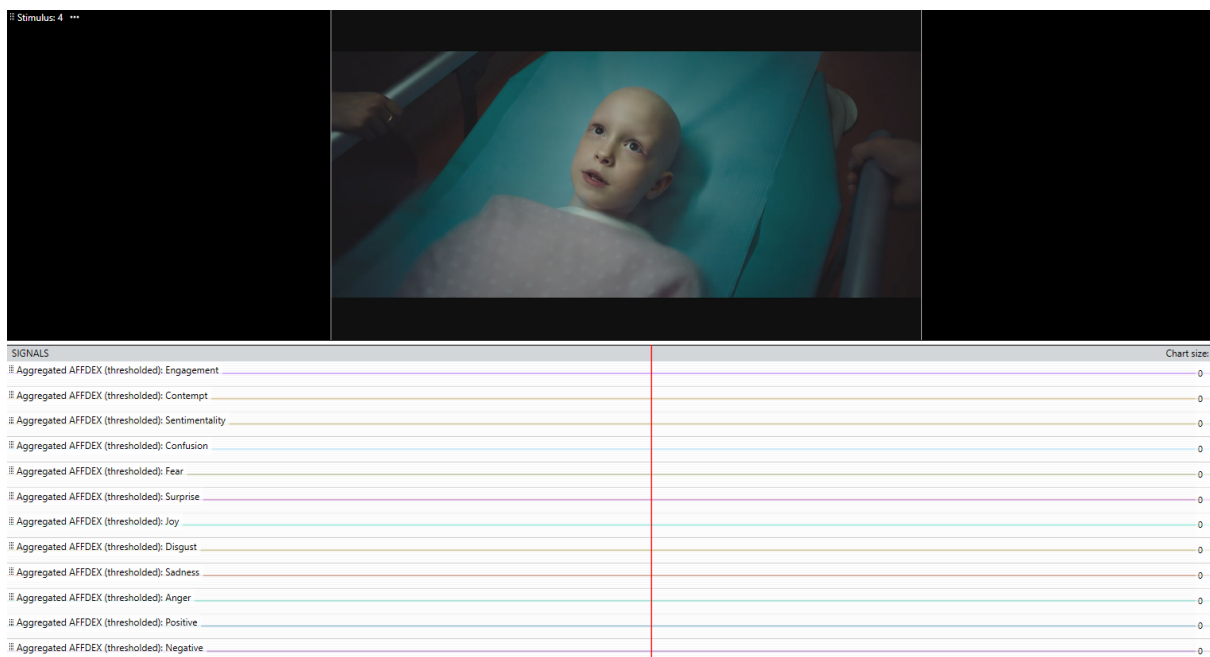 Stimulus: 4 •••
SIGNALS Chart size:
Aggregated AFFDEX (thresholded): Engagement 0
Aggregated AFFDEX (thresholded): Contempt 0
Aggregated AFFDEX (thresholded): Sentimentality 0
Aggregated AFFDEX (thresholded): Confusion 0
Aggregated AFFDEX (thresholded): Fear 0
Aggregated AFFDEX (thresholded): Surprise 0
Aggregated AFFDEX (thresholded): Joy 0
Aggregated AFFDEX (thresholded): Disgust 0
Aggregated AFFDEX (thresholded): Sadness 0
Aggregated AFFDEX (thresholded): Anger 0
Aggregated AFFDEX (thresholded): Positive 0
Aggregated AFFDEX (thresholded): Negative 0